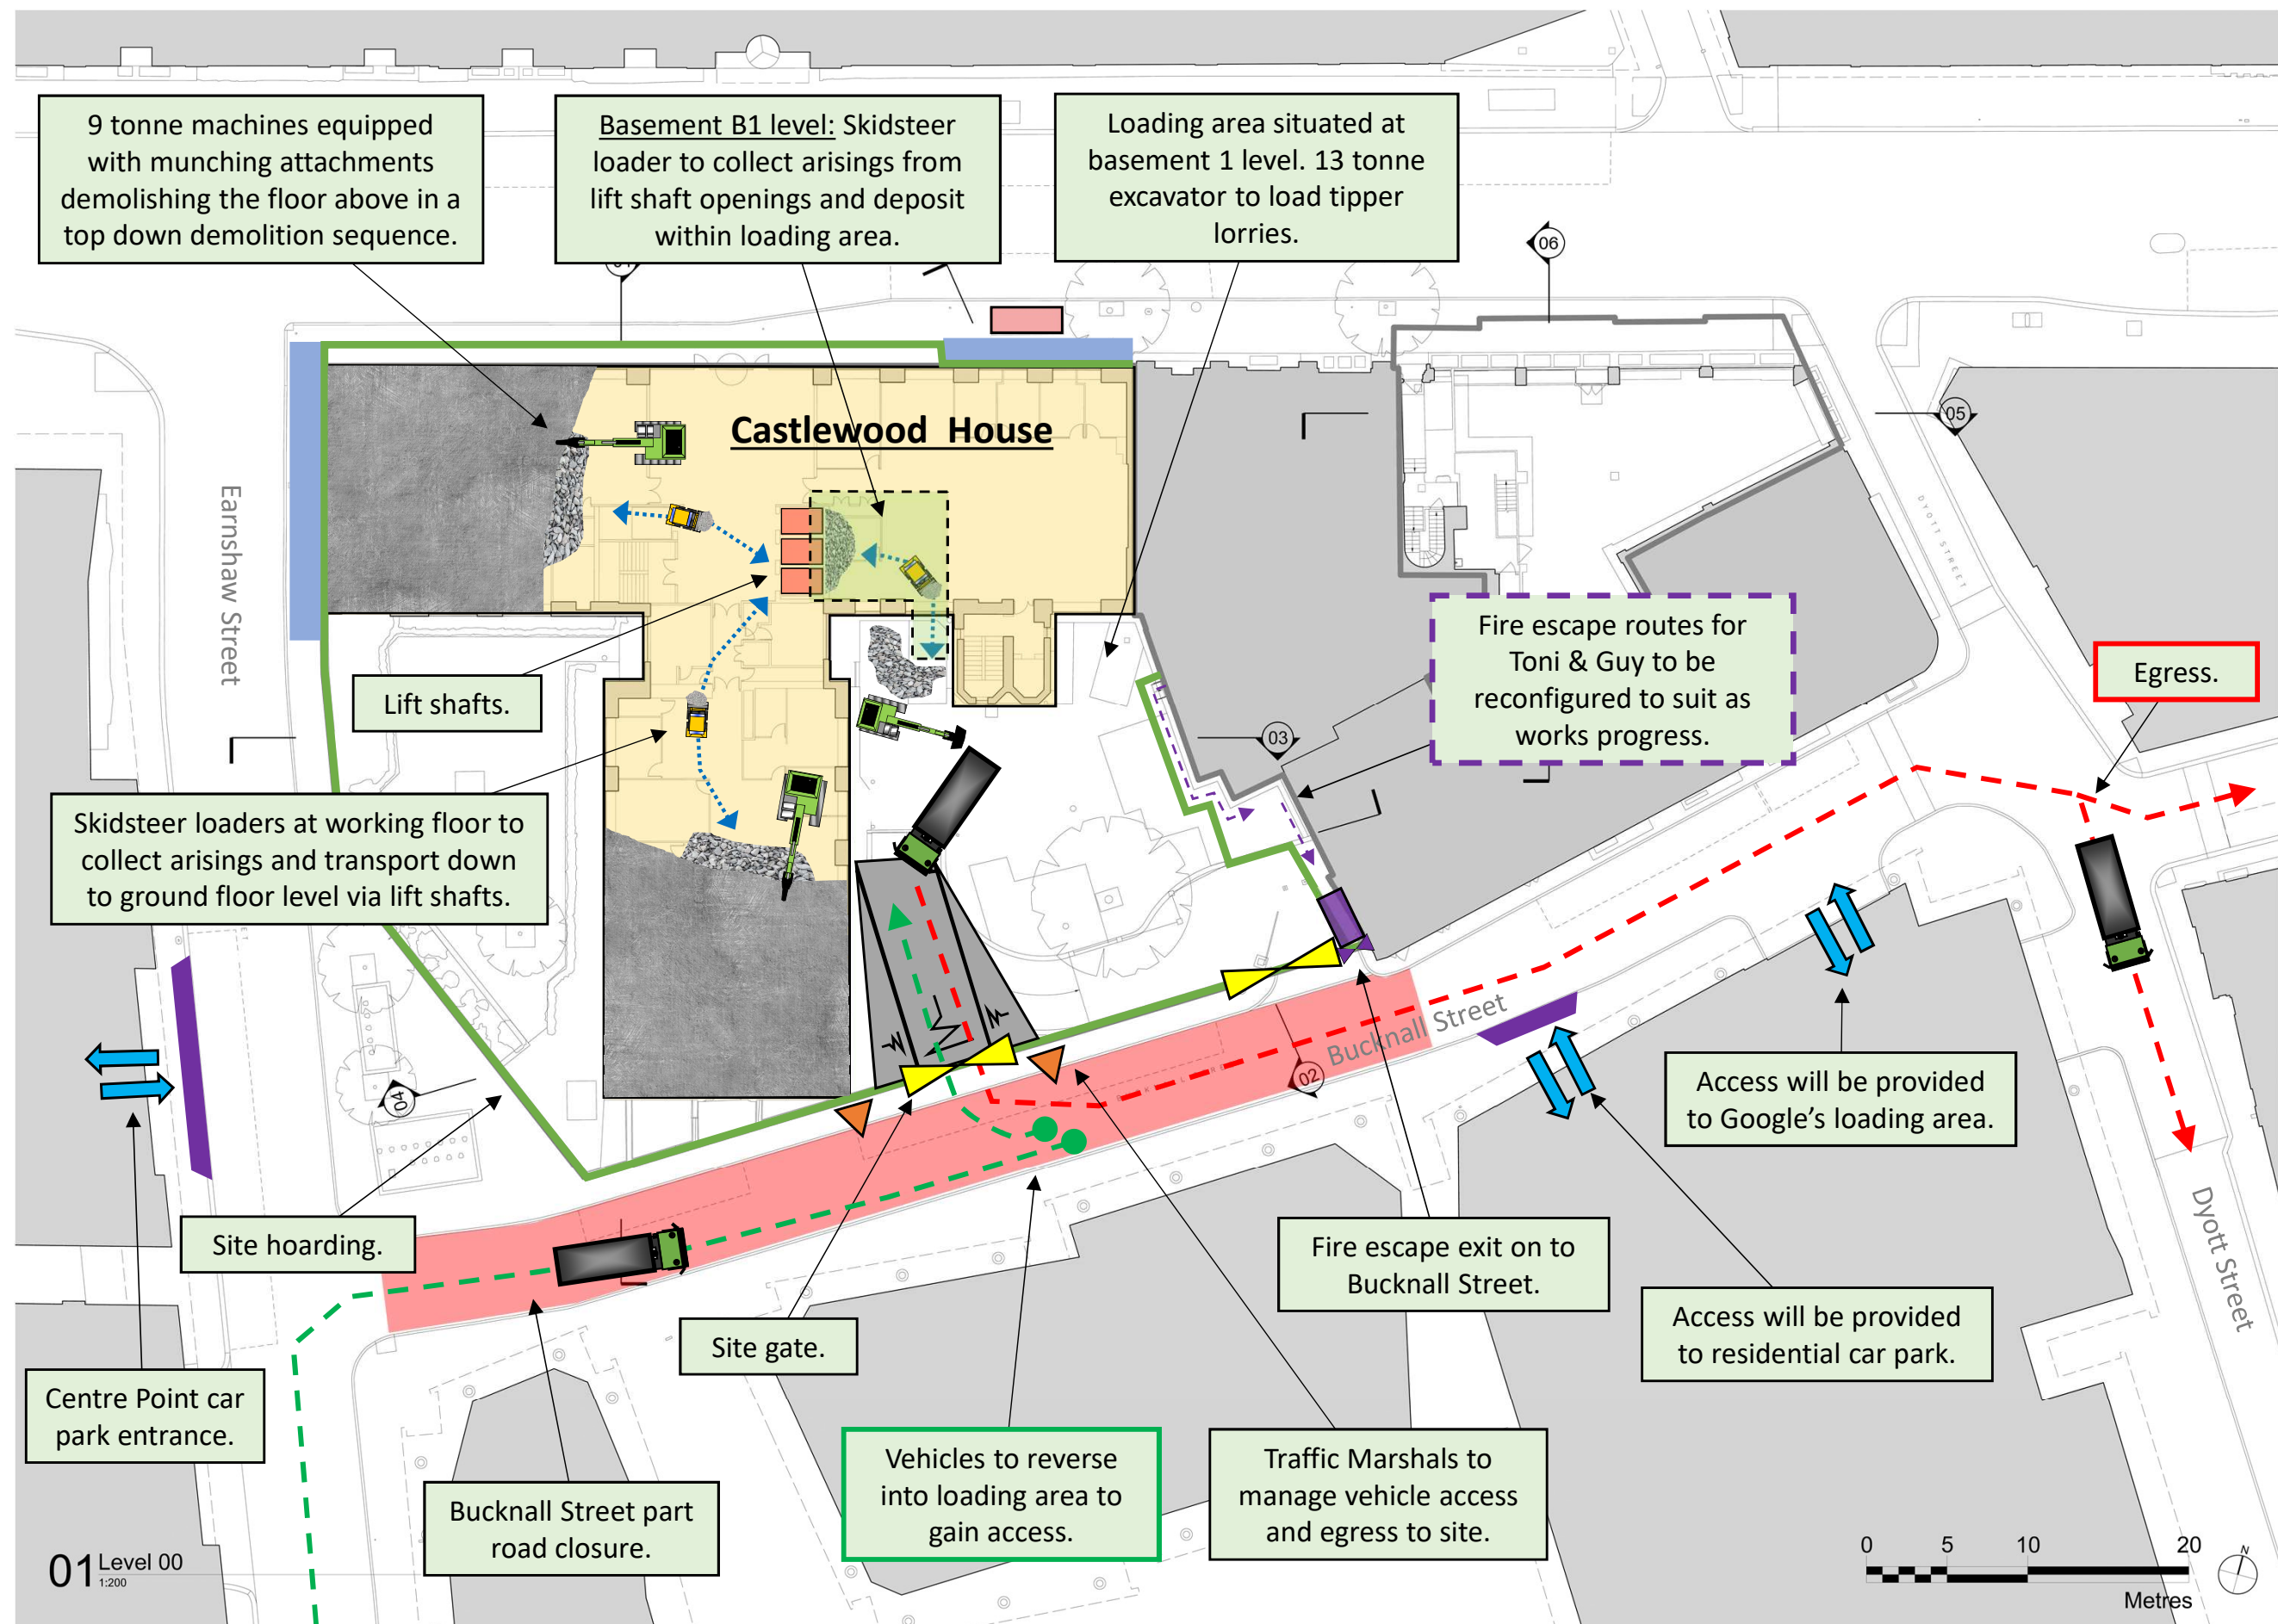 9 tonne machines equipped
with munching attachments
demolishing the floor above in a
top down demolition sequence.
Basement B1 level: Skidsteer
loader to collect arisings from
lift shaft openings and deposit
within loading area.
Loading area situated at
basement 1 level. 13 tonne
excavator to load tipper
lorries.
06
05
Castlewood House
Earnshaw Street
DYOTT STREET
Fire escape routes for
Toni & Guy to be
reconfigured to suit as
works progress.
Egress.
Lift shafts.
03
Skidsteer loaders at working floor to
collect arisings and transport down
to ground floor level via lift shafts.
Bucknall Street
02
04
Access will be provided
to Google's loading area.
Site hoarding.
Fire escape exit on to
Bucknall Street.
Dyott Street
Site gate.
Access will be provided
to residential car park.
Centre Point car
park entrance.
Vehicles to reverse
into loading area to
gain access.
Traffic Marshals to
manage vehicle access
and egress to site.
Bucknall Street part
road closure.
01 Level 00
1:200
0 5 10 20
Metres
N